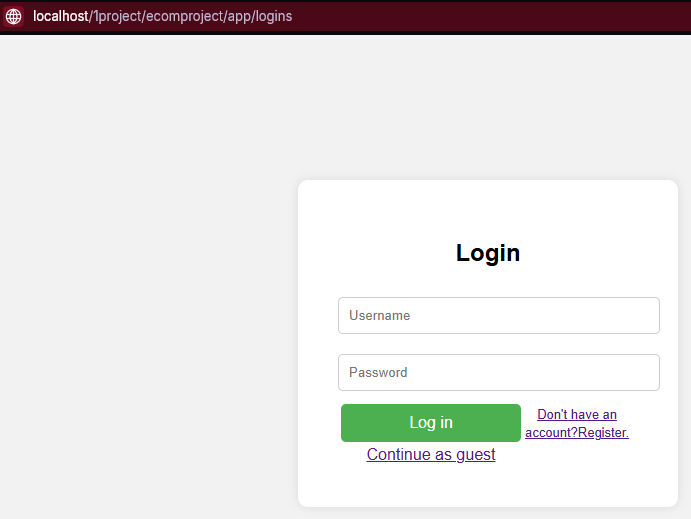 localhost/1project/ecomproject/app/logins
Login
Username
Password
Log in
Don't have an
account?Register.
Continue as guest